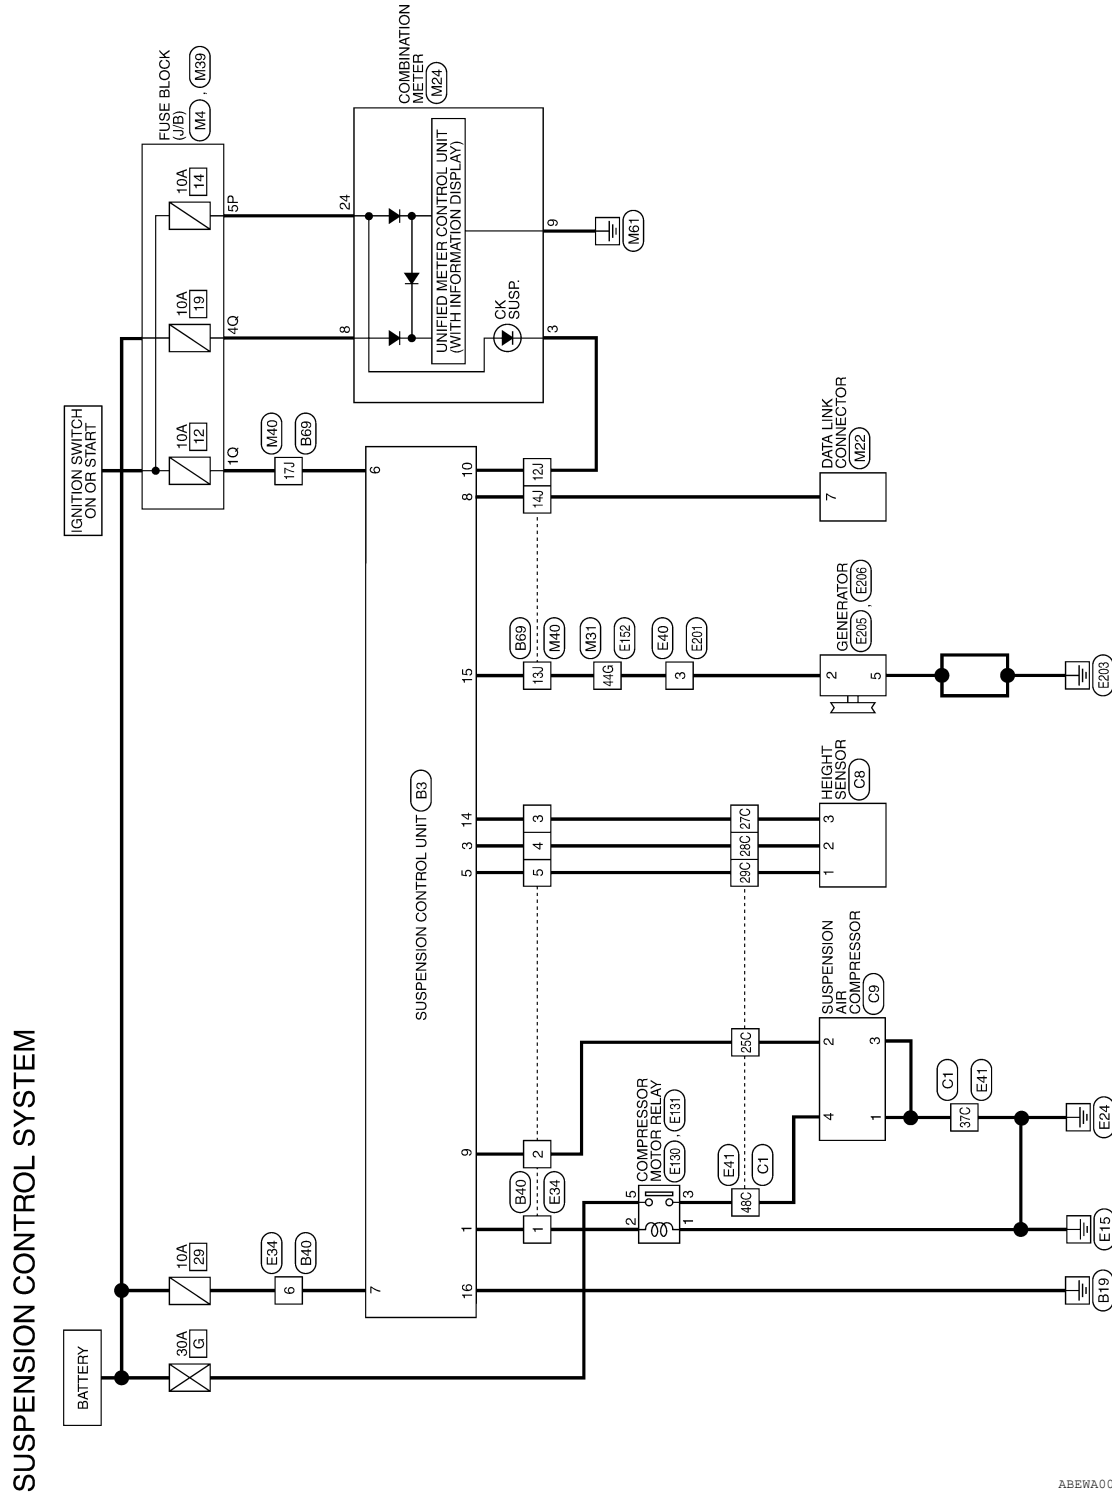 SUSPENSION CONTROL SYSTEM
BATTERY
IGNITION SWITCH
ON OR START
FUSE BLOCK
(J/B)
M4 , M39
30A
G
10A
29
10A
12
10A
19
10A
14
1Q
4Q
5P
E34
6
B40
M40
17J
B69
COMBINATION
METER
M24
8
24
UNIFIED METER CONTROL UNIT
(WITH INFORMATION DISPLAY)
CK
SUSP.
3
9
M61
7
6
SUSPENSION CONTROL UNIT B3
16
1
9
5
3
14
15
8
10
B40
1
E34
2
5
4
3
B69
13J
M40
14J
12J
M31
44G
E152
E40
3
E201
COMPRESSOR
MOTOR RELAY
E130 , E131
2
5
1
3
E41
48C
C1
25C
29C
28C
27C
SUSPENSION
AIR
COMPRESSOR
C9
4
2
1
3
C1
37C
E41
HEIGHT
SENSOR
C8
1
2
3
GENERATOR
E205 , E206
2
5
DATA LINK
CONNECTOR
M22
7
B19
E15
E24
E203
ABEWA00